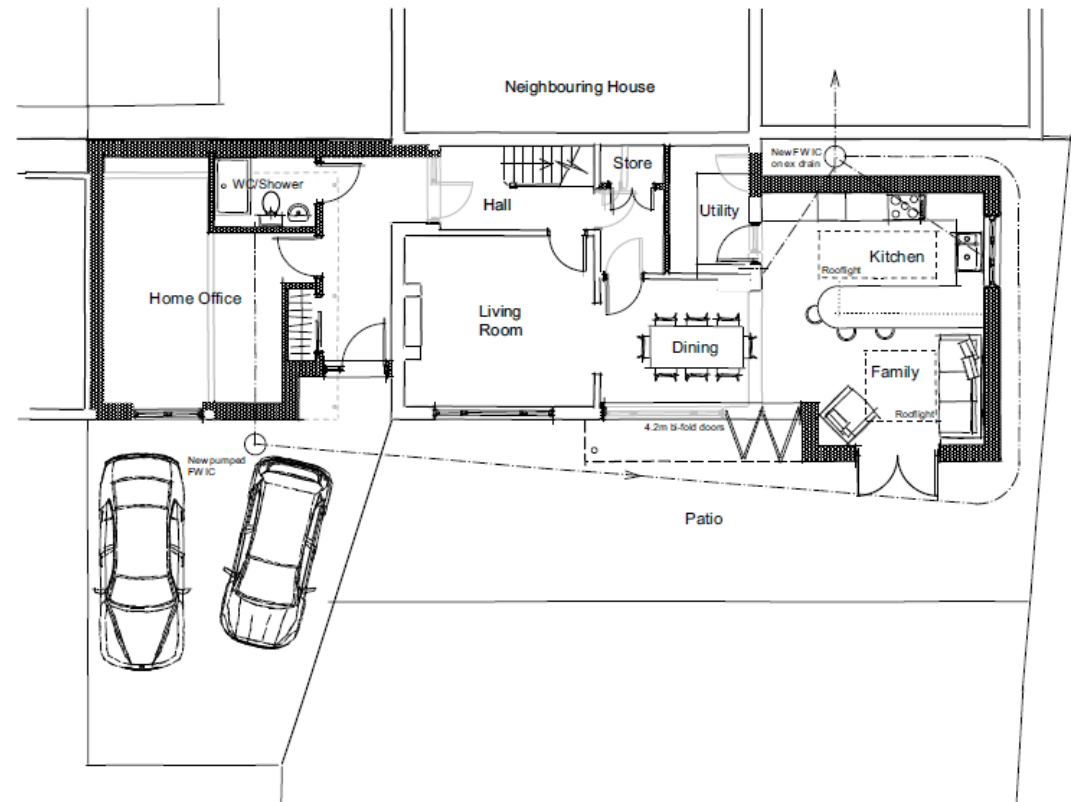 Neighbouring House
New FW IC
on ex drain
Store
WC/Shower
Hall
Utility
Kitchen
Rooflight
Home Office
Living
Room
Dining
Family
Rooflight
4.2m bi-fold doors
New pumped
FW IC
Patio